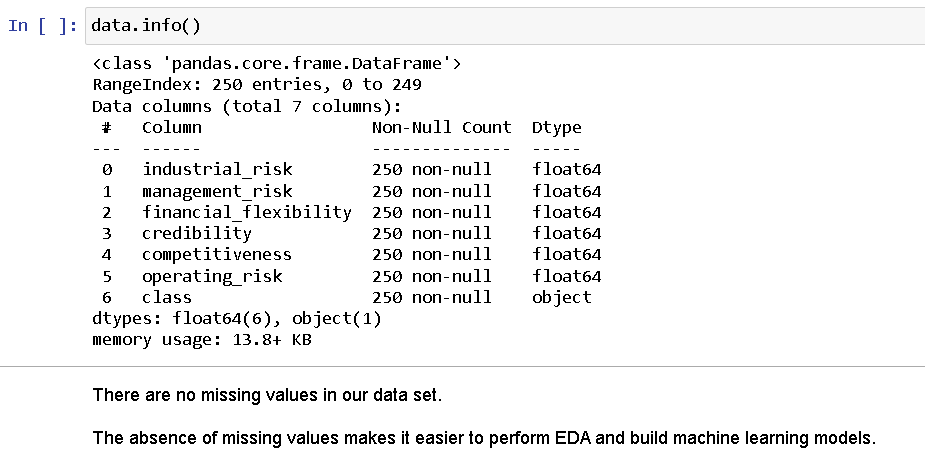 In [ ]: data.info()
<class 'pandas.core.frame.DataFrame'>
RangeIndex: 250 entries, 0 to 249
Data columns (total 7 columns):
 #   Column                 Non-Null Count  Dtype
---  ------                 --------------  -----
 0   industrial_risk        250 non-null    float64
 1   management_risk        250 non-null    float64
 2   financial_flexibility  250 non-null    float64
 3   credibility            250 non-null    float64
 4   competitiveness        250 non-null    float64
 5   operating_risk         250 non-null    float64
 6   class                  250 non-null    object
dtypes: float64(6), object(1)
memory usage: 13.8+ KB
There are no missing values in our data set.
The absence of missing values makes it easier to perform EDA and build machine learning models.